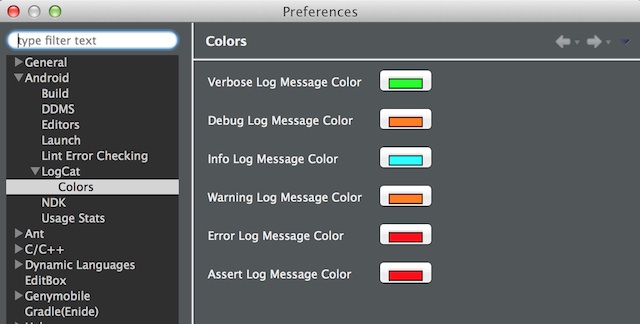 Preferences
type filter text
General
Android
Build
DDMS
Editors
Launch
Lint Error Checking
LogCat
Colors
NDK
Usage Stats
Ant
C/C++
Dynamic Languages
EditBox
Genymobile
Gradle(Enide)
Colors
Verbose Log Message Color
Debug Log Message Color
Info Log Message Color
Warning Log Message Color
Error Log Message Color
Assert Log Message Color